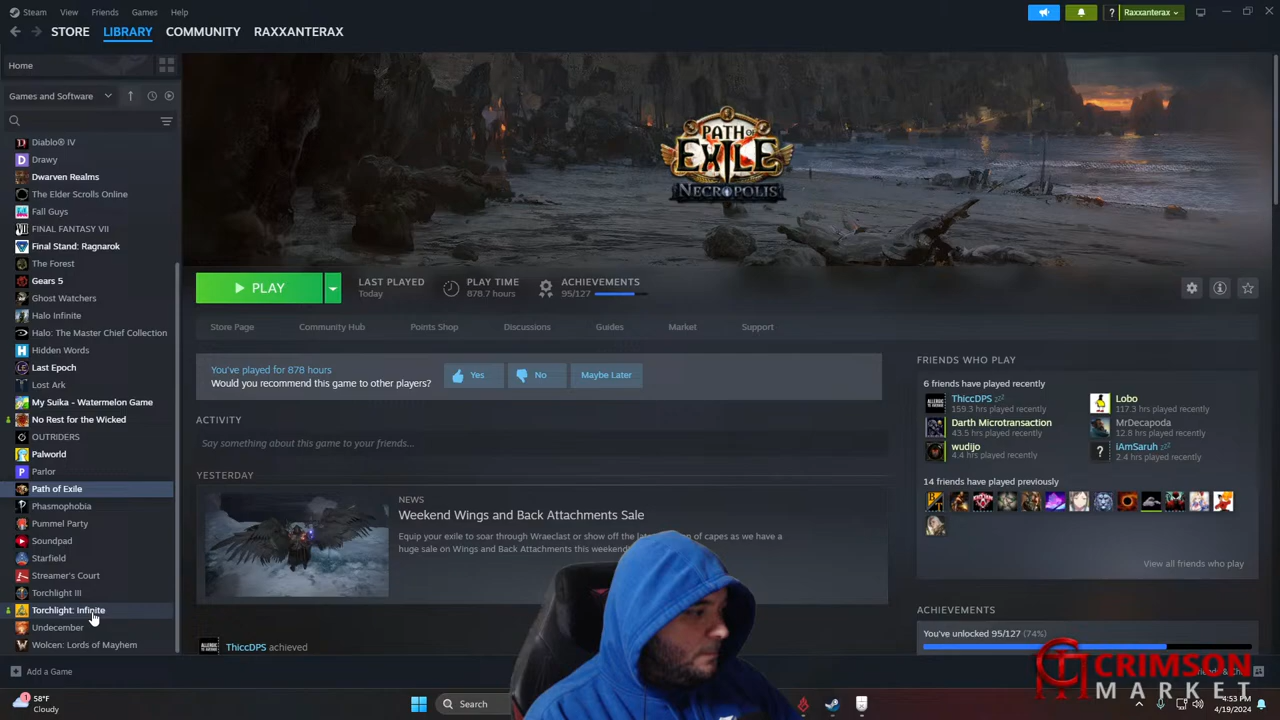 Steam View Friends Games Help
? Raxxanterax
STORE LIBRARY COMMUNITY RAXXANTERAX
Home
Games and Software
Diablo® IV
Drawy
Dwarven Realms
The Elder Scrolls Online
Fall Guys
FINAL FANTASY VII
Final Stand: Ragnarok
The Forest
Gears 5
Ghost Watchers
Halo Infinite
Halo: The Master Chief Collection
Hidden Words
Last Epoch
Lost Ark
My Suika - Watermelon Game
No Rest for the Wicked
OUTRIDERS
Palworld
Parlor
Path of Exile
Phasmophobia
Pummel Party
Soundpad
Starfield
Streamer's Court
Torchlight III
Torchlight: Infinite
Undecember
Wolcen: Lords of Mayhem
Add a Game
PATH OF
EXILE
NECROPOLIS
PLAY
LAST PLAYED
Today
PLAY TIME
878.7 hours
ACHIEVEMENTS
95/127
Store Page Community Hub Points Shop Discussions Guides Market Support
You've played for 878 hours
Would you recommend this game to other players?
Yes No Maybe Later
ACTIVITY
Say something about this game to your friends...
YESTERDAY
NEWS
Weekend Wings and Back Attachments Sale
Equip your exile to soar through Wraeclast or show off the
of capes as we have a
huge sale on Wings and Back Attachments this weekend
ThiccDPS achieved
FRIENDS WHO PLAY
6 friends have played recently
ThiccDPS
159.3 hrs played recently
Lobo
117.3 hrs played recently
Darth Microtransaction
43.5 hrs played recently
MrDecapoda
12.8 hrs played recently
wudijo
4.4 hrs played recently
iAmSaruh
2.4 hrs played recently
14 friends have played previously
View all friends who play
ACHIEVEMENTS
You've unlocked 95/127 (74%)
CRIMSON
MARKET
58°F
Cloudy
Search
4:53 PM
4/19/2024